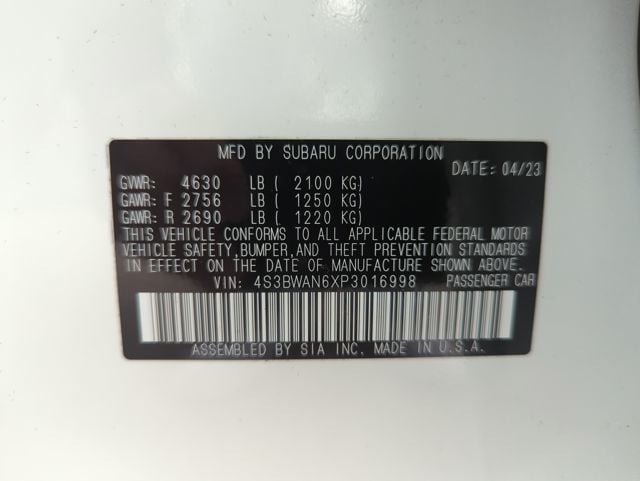 MFD BY SUBARU CORPORATION
DATE: 04/23
GVWR: 4630 LB ( 2100 KG)
GAWR: F 2756 LB ( 1250 KG)
GAWR: R 2690 LB ( 1220 KG)
THIS VEHICLE CONFORMS TO ALL APPLICABLE FEDERAL MOTOR
VEHICLE SAFETY,BUMPER,AND THEFT PREVENTION STANDARDS
IN EFFECT ON THE DATE OF MANUFACTURE SHOWN ABOVE.
VIN: 4S3BWAN6XP3016998 PASSENGER CAR
ASSEMBLED BY SIA INC. MADE IN U.S.A.